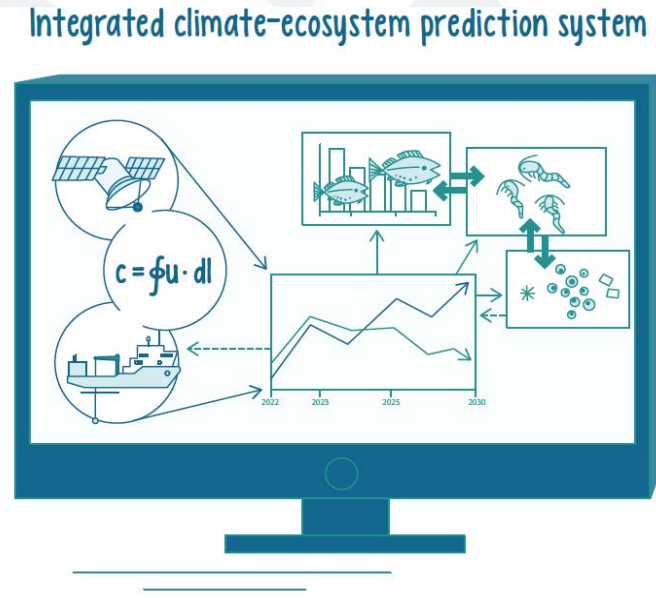 Integrated climate-ecosystem prediction system
c = ∮u · dl
2022 2023 2025 2030